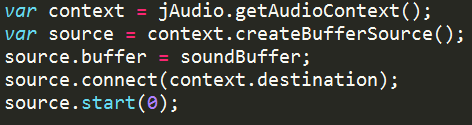 var context = jAudio.getAudioContext();
var source = context.createBufferSource();
source.buffer = soundBuffer;
source.connect(context.destination);
source.start(0);